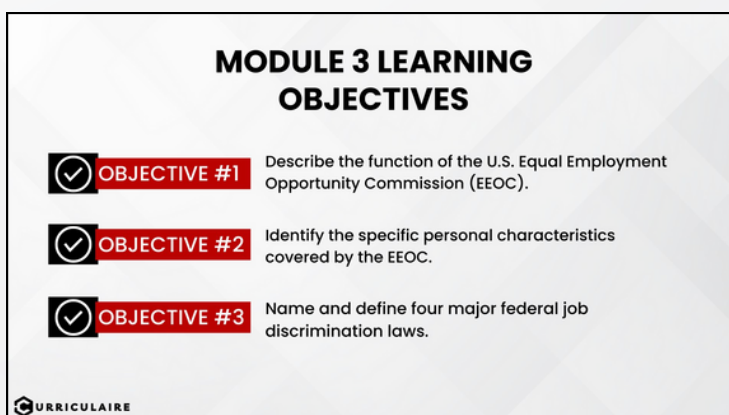 MODULE 3 LEARNING
OBJECTIVES
OBJECTIVE #1
Describe the function of the U.S. Equal Employment
Opportunity Commission (EEOC).
OBJECTIVE #2
Identify the specific personal characteristics
covered by the EEOC.
OBJECTIVE #3
Name and define four major federal job
discrimination laws.
CURRICULAIRE